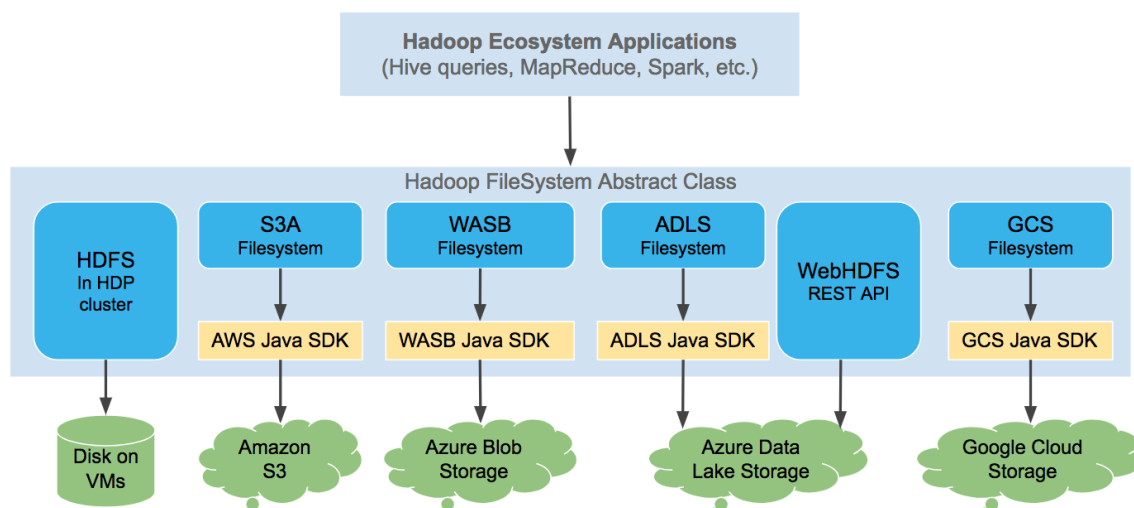 Hadoop Ecosystem Applications
(Hive queries, MapReduce, Spark, etc.)
Hadoop FileSystem Abstract Class
HDFS
In HDP
cluster
S3A
Filesystem
WASB
Filesystem
ADLS
Filesystem
WebHDFS
REST API
GCS
Filesystem
AWS Java SDK
WASB Java SDK
ADLS Java SDK
GCS Java SDK
Disk on
VMs
Amazon
S3
Azure Blob
Storage
Azure Data
Lake Storage
Google Cloud
Storage